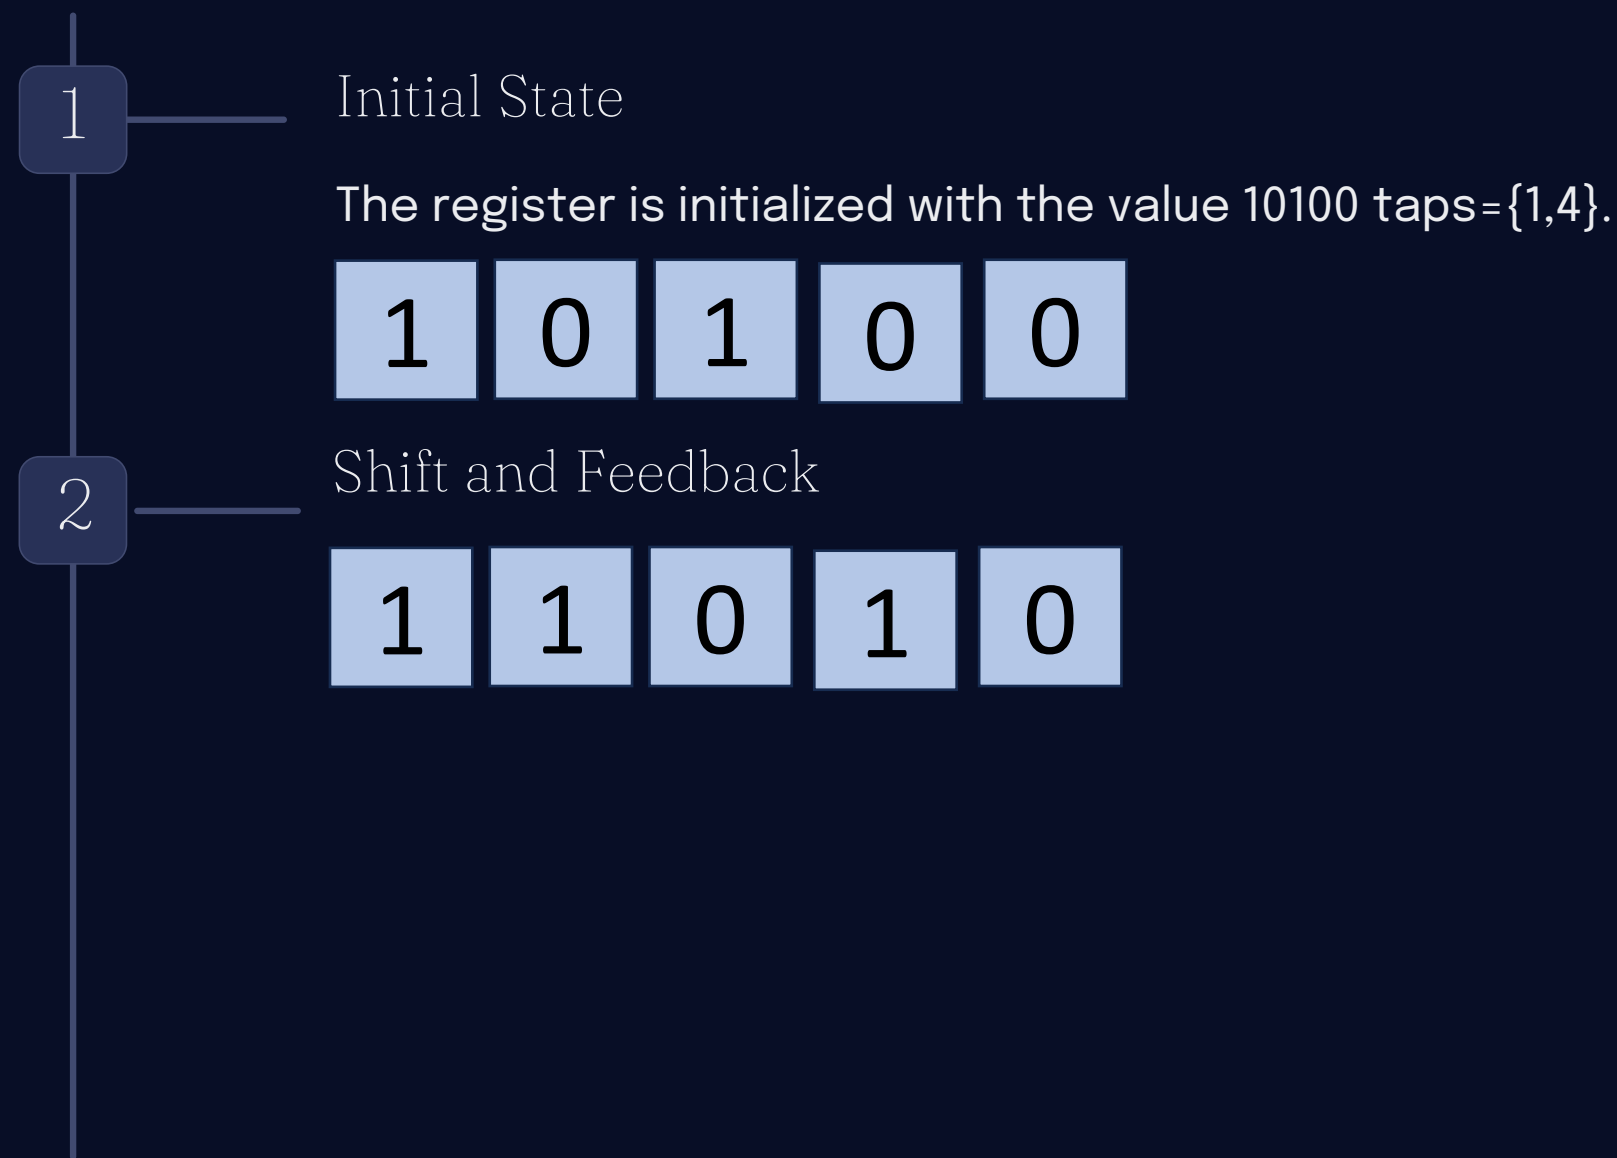 1
Initial State
The register is initialized with the value 10100 taps={1,4}.
1 0 1 0 0
2
Shift and Feedback
1 1 0 1 0